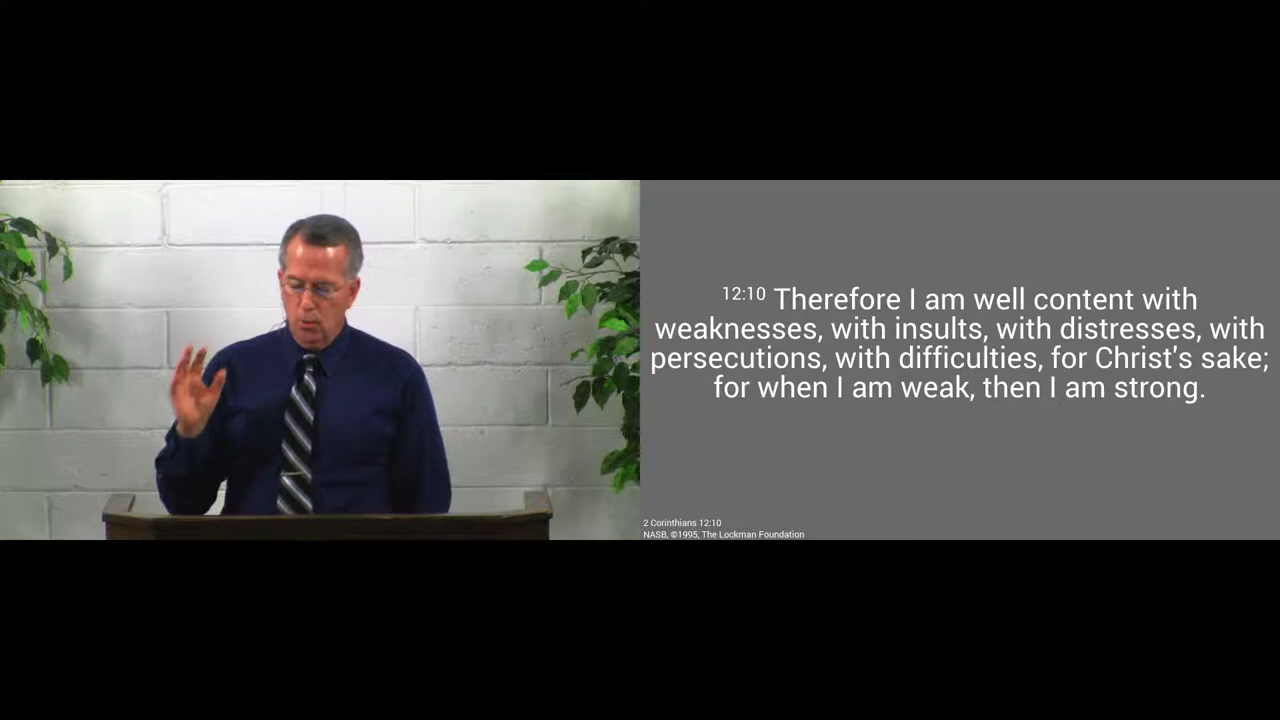 12:10 Therefore I am well content with
weaknesses, with insults, with distresses, with
persecutions, with difficulties, for Christ's sake;
for when I am weak, then I am strong.
2 Corinthians 12:10
NASB, ©1995, The Lockman Foundation